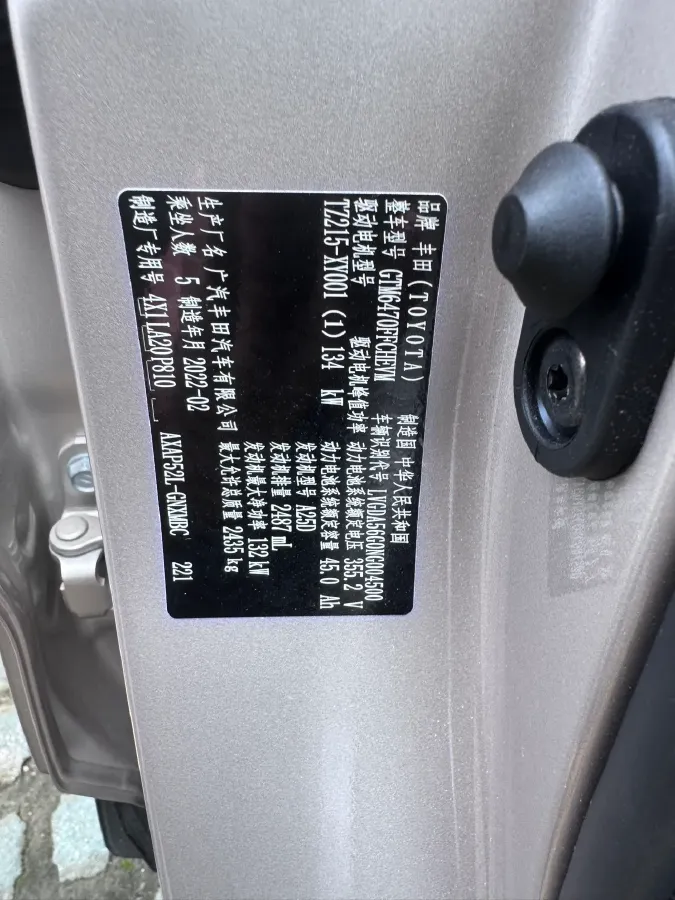 品牌 丰田(TOYOTA) 制造国 中华人民共和国
整车型号 GTM6470FFCHEVM 车辆识别代号 LVGDA56G0NG004500
驱动电机型号 驱动电机峰值功率 动力电池系统额定电压 355.2 V
TZ215-XY001 (1) 134 kW 动力电池系统额定容量 45.0 Ah
发动机型号 A25D
发动机排量 2487 mL
发动机最大净功率 132 kW
生产厂名 广汽丰田汽车有限公司 最大允许总质量 2435 kg
乘坐人数 5 制造年月 2022-02
制造厂专用号 4X1 LA20 P810 AXAP52L-GNXMBC 221